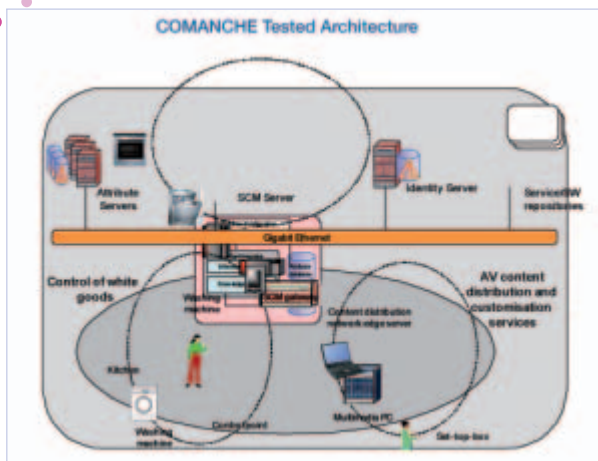 COMANCHE Tested Architecture
Attribute
Servers
SCM Server
Identity Server
Service/SW
repositories
Gigabit Ethernet
Control of white
goods
Washing
machine
SCM gateway
Content distribution
network edge server
AV content
distribution and
customisation
services
Kitchen
Multimedia PC
Washing
machine
Set-top-box